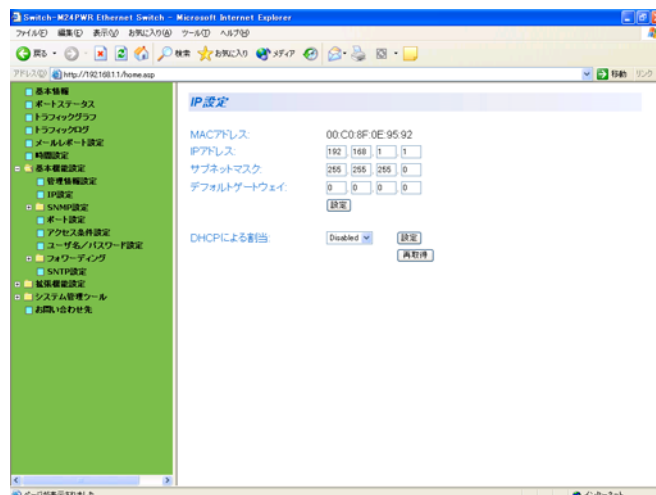 Switch-M24PWR Ethernet Switch - Microsoft Internet Explorer
ファイル(F) 編集(E) 表示(V) お気に入り(A) ツール(T) ヘルプ(H)
戻る 検索 お気に入り メディア
アドレス(D) http://192.168.1.1/home.asp 移動 リンク
基本情報
ポートステータス
トラフィックグラフ
トラフィックログ
メールレポート設定
時間設定
基本機能設定
管理情報設定
IP設定
SNMP設定
ポート設定
アクセス条件設定
ユーザ名/パスワード設定
フォワーディング
SNTP設定
拡張機能設定
システム管理ツール
お問い合わせ先
IP設定
MACアドレス: 00:C0:8F:0E:95:92
IPアドレス: 192 168 1 1
サブネットマスク: 255 255 255 0
デフォルトゲートウェイ: 0 0 0 0
設定
DHCPによる割当: Disabled 設定
再取得
ページが表示されました インターネット